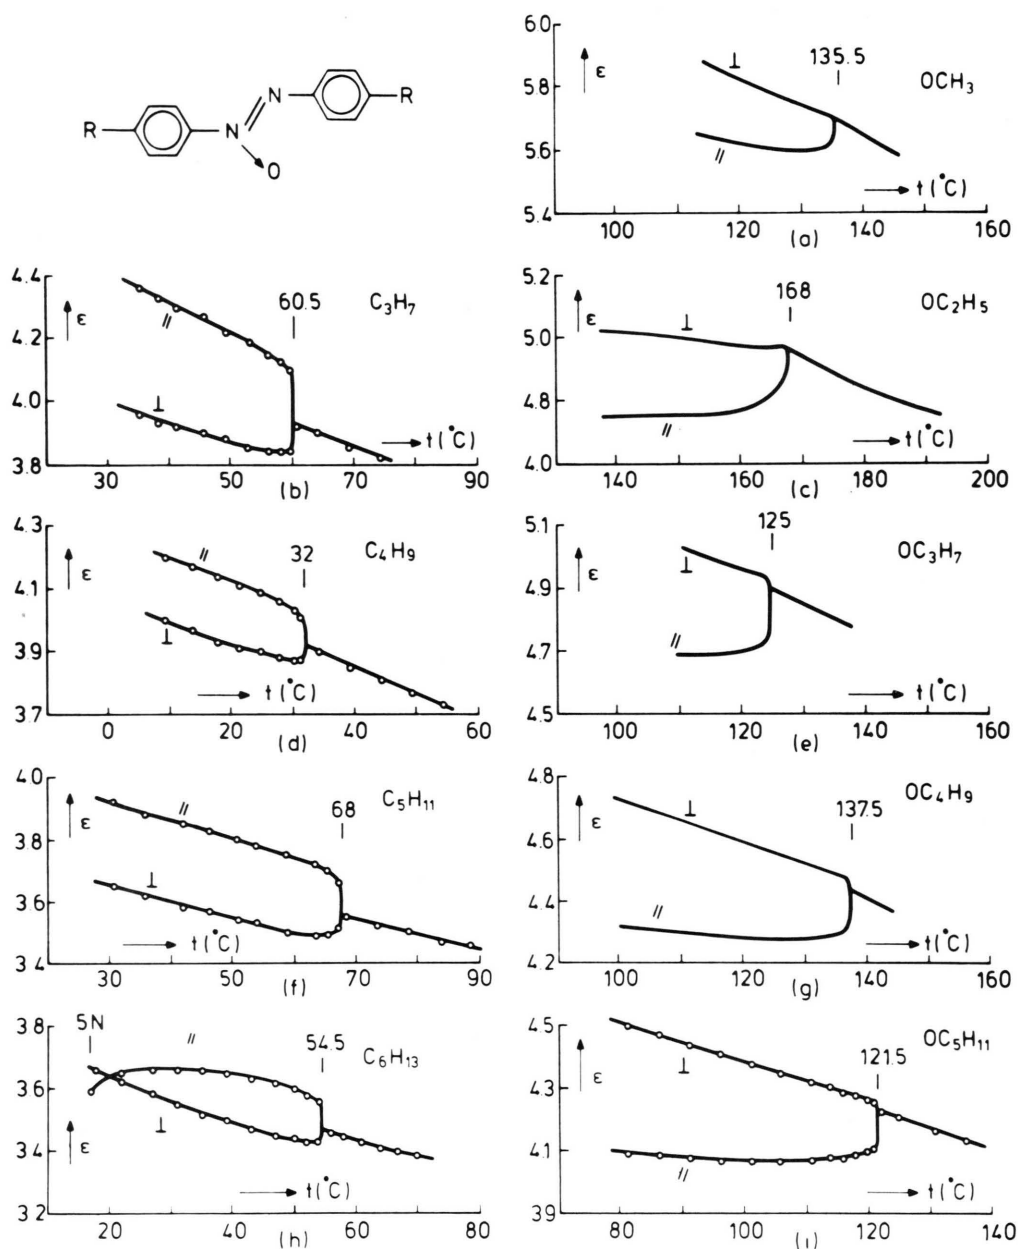 R
N
N
O
R
6.0
5.8
5.6
5.4
ε
⊥
135.5
OCH₃
//
t (°C)
100 120 140 160
(a)
4.4
4.2
4.0
3.8
ε
//
60.5
C₃H₇
⊥
t (°C)
30 50 70 90
(b)
5.2
5.0
4.8
4.0
ε
⊥
168
OC₂H₅
//
t (°C)
140 160 180 200
(c)
4.3
4.1
3.9
3.7
ε
//
32
C₄H₉
⊥
t (°C)
0 20 40 60
(d)
5.1
4.9
4.7
4.5
ε
⊥
125
OC₃H₇
//
t (°C)
100 120 140 160
(e)
4.0
3.8
3.6
3.4
ε
//
68
C₅H₁₁
⊥
t (°C)
30 50 70 90
(f)
4.8
4.6
4.4
4.2
ε
⊥
137.5
OC₄H₉
//
t (°C)
100 120 140 160
(g)
3.8
3.6
3.4
3.2
5N
//
54.5
C₆H₁₃
ε
⊥
t (°C)
20 40 60 80
(h)
4.5
4.3
4.1
3.9
ε
⊥
121.5
OC₅H₁₁
//
t (°C)
80 100 120 140
(i)